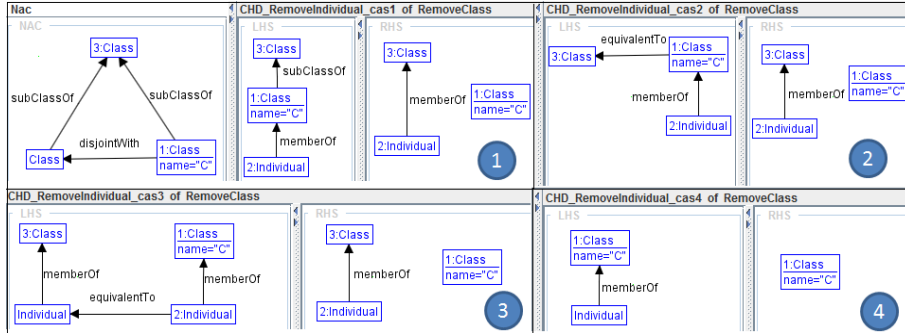 Nac
NAC
3:Class
subClassOf
subClassOf
disjointWith
Class
1:Class
name="C"
CHD_RemoveIndividual_cas1 of RemoveClass
LHS
3:Class
subClassOf
1:Class
name="C"
memberOf
2:Individual
RHS
3:Class
memberOf
1:Class
name="C"
2:Individual
1
CHD_RemoveIndividual_cas2 of RemoveClass
LHS
equivalentTo
3:Class
1:Class
name="C"
memberOf
2:Individual
RHS
3:Class
1:Class
name="C"
memberOf
2:Individual
2
CHD_RemoveIndividual_cas3 of RemoveClass
LHS
3:Class
1:Class
name="C"
memberOf
memberOf
equivalentTo
Individual
2:Individual
RHS
3:Class
1:Class
name="C"
memberOf
2:Individual
3
CHD_RemoveIndividual_cas4 of RemoveClass
LHS
1:Class
name="C"
memberOf
Individual
RHS
1:Class
name="C"
4